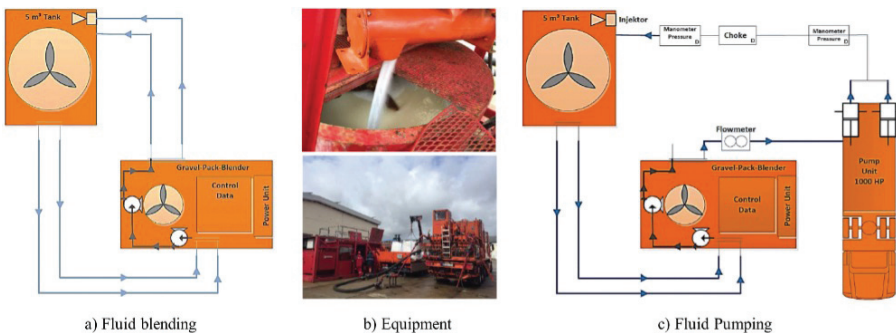 5 m³ Tank
Gravel-Pack-Blender
Control
Data
Power Unit
a) Fluid blending
b) Equipment
5 m³ Tank
Injektor
Manometer
Pressure
D
Choke
D
Manometer
Pressure
D
Flowmeter
Gravel-Pack-Blender
Control
Data
Power Unit
Pump
Unit
1000 HP
c) Fluid Pumping